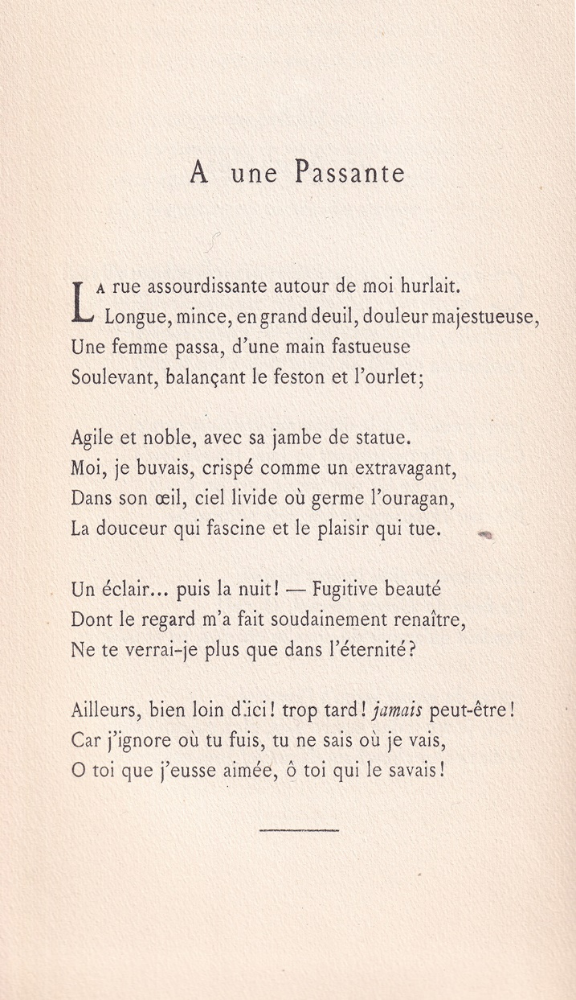 A une Passante
LA rue assourdissante autour de moi hurlait.
Longue, mince, en grand deuil, douleur majestueuse,
Une femme passa, d'une main fastueuse
Soulevant, balançant le feston et l'ourlet;
Agile et noble, avec sa jambe de statue.
Moi, je buvais, crispé comme un extravagant,
Dans son œil, ciel livide où germe l'ouragan,
La douceur qui fascine et le plaisir qui tue.
Un éclair... puis la nuit! — Fugitive beauté
Dont le regard m'a fait soudainement renaître,
Ne te verrai-je plus que dans l'éternité?
Ailleurs, bien loin d'ici! trop tard! jamais peut-être!
Car j'ignore où tu fuis, tu ne sais où je vais,
O toi que j'eusse aimée, ô toi qui le savais!